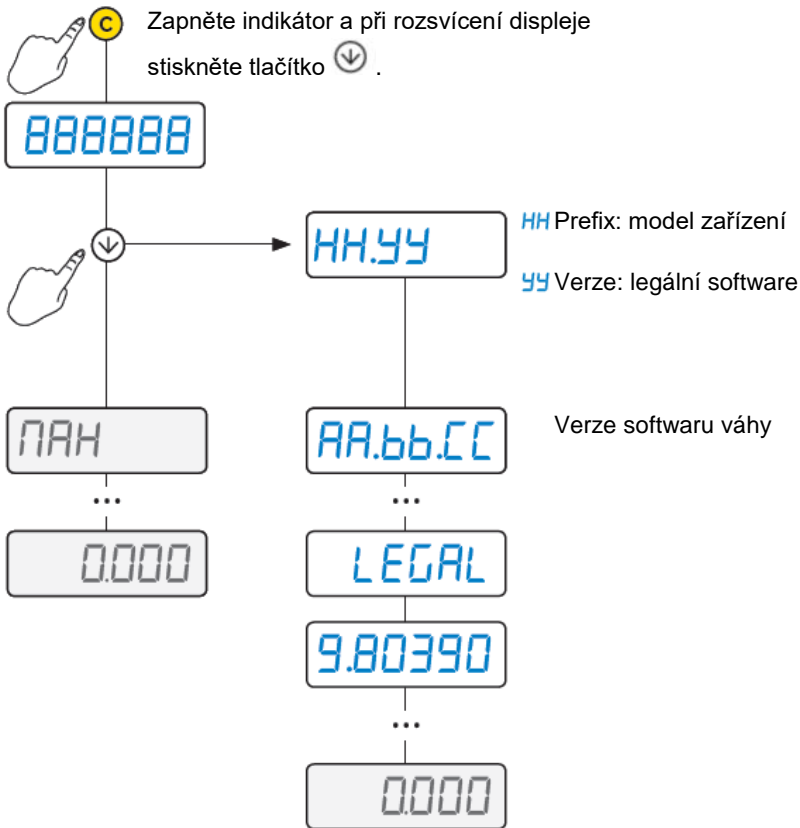 C
Zapněte indikátor a při rozsvícení displeje
stiskněte tlačítko .
888888
HH.YY
HH Prefix: model zařízení
YY Verze: legální software
MAX
AA.bb.CC
Verze softwaru váhy
...
...
0.000
LEGAL
9.80390
...
0.000